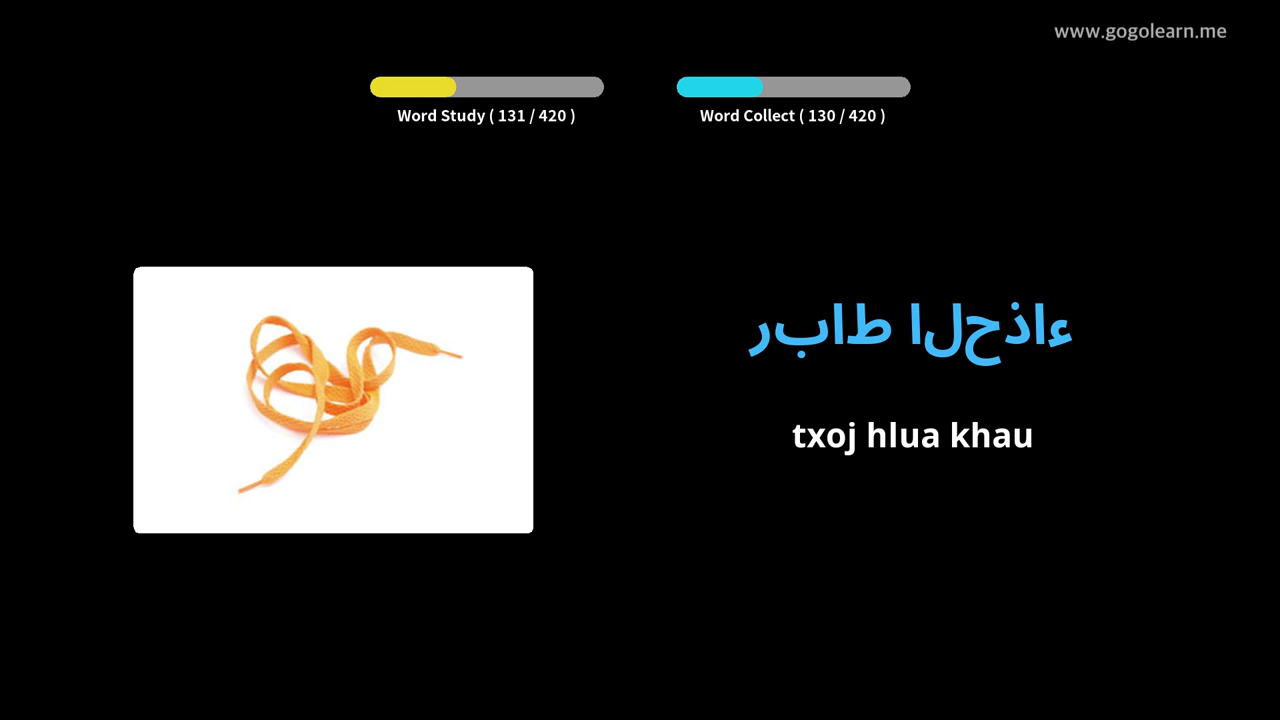 www.gogolearn.me
Word Study ( 131 / 420 )
Word Collect ( 130 / 420 )
رباط الحذاء
txoj hlua khau